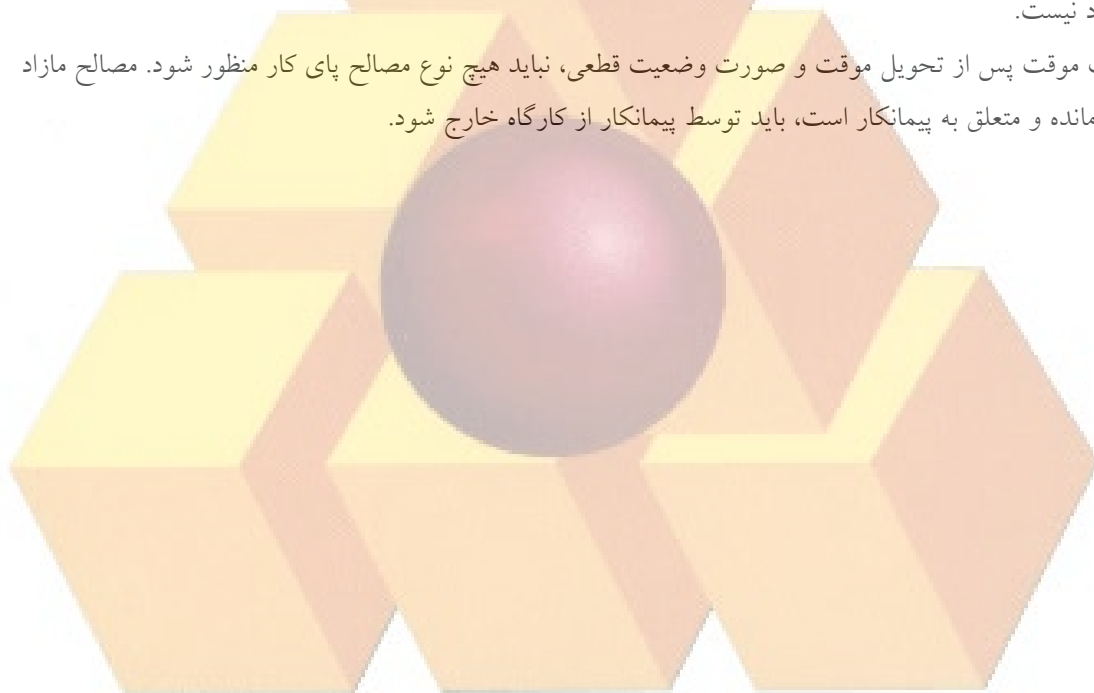 نیست.
موقت پس از تحویل موقت و صورت وضعیت قطعی، نباید هیچ نوع مصالح پای کار منظور شود. مصالح مازاد
مانده و متعلق به پیمانکار است، باید توسط پیمانکار از کارگاه خارج شود.